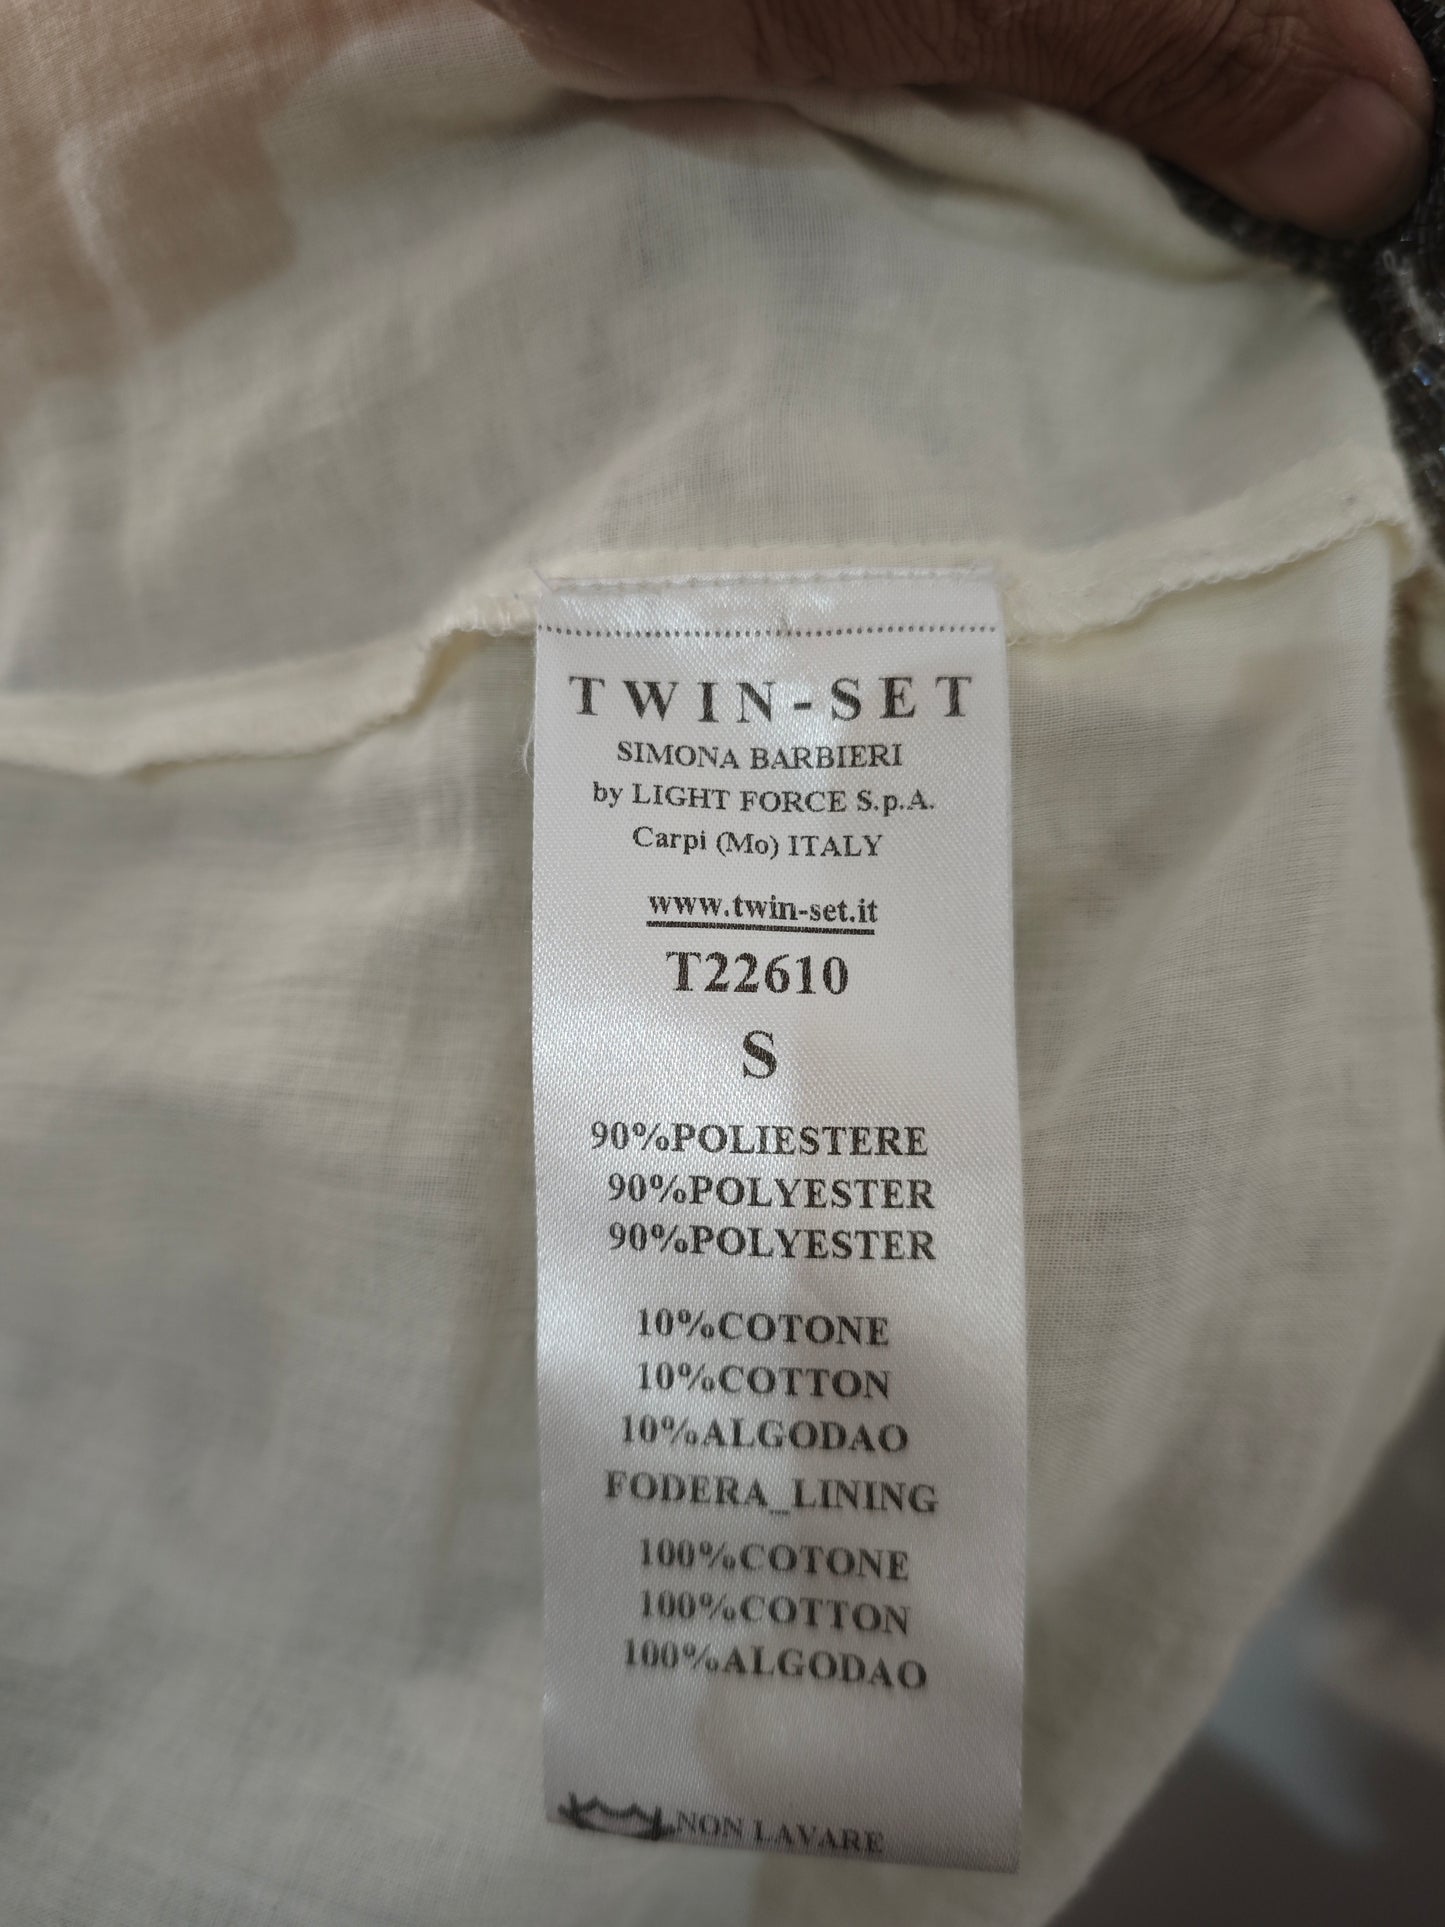 TWIN-SET
SIMONA BARBIERI
by LIGHT FORCE S.p.A.
Carpi (Mo) ITALY
www.twin-set.it
T22610
S
90%POLIESTERE
90%POLYESTER
90%POLYESTER
10%COTONE
10%COTTON
10%ALGODAO
FODERA_LINING
100%COTONE
100%COTTON
100%ALGODAO
NON LAVARE